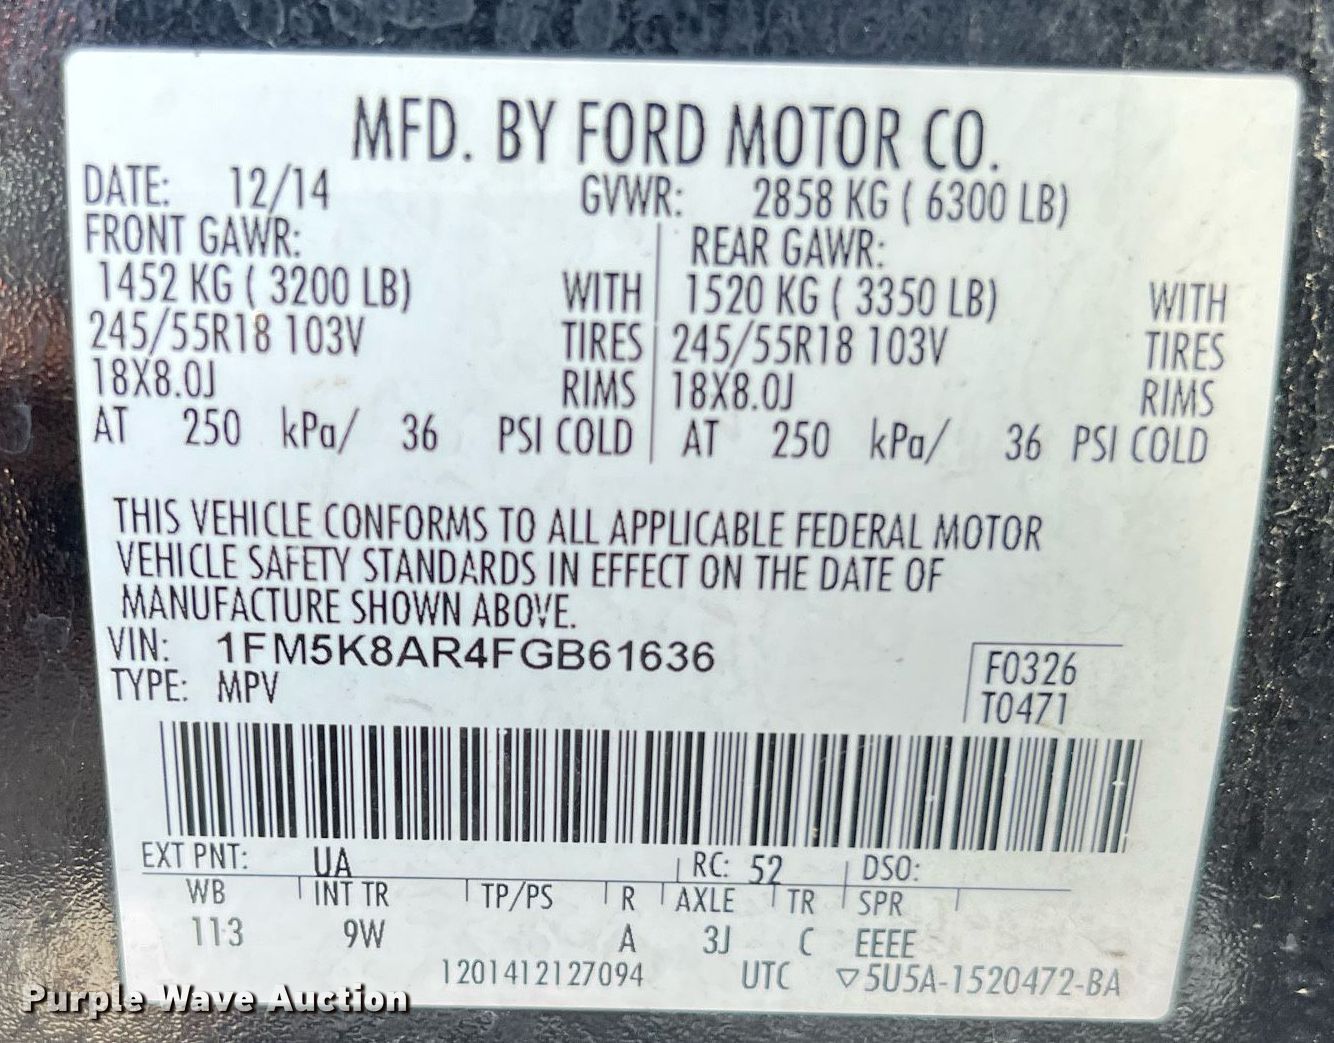 MFD. BY FORD MOTOR CO.
DATE: 12/14 GVWR: 2858 KG ( 6300 LB)
FRONT GAWR: REAR GAWR:
1452 KG ( 3200 LB) WITH 1520 KG ( 3350 LB) WITH
245/55R18 103V TIRES 245/55R18 103V TIRES
18X8.0J RIMS 18X8.0J RIMS
AT 250 kPa/ 36 PSI COLD AT 250 kPa/ 36 PSI COLD
THIS VEHICLE CONFORMS TO ALL APPLICABLE FEDERAL MOTOR
VEHICLE SAFETY STANDARDS IN EFFECT ON THE DATE OF
MANUFACTURE SHOWN ABOVE.
VIN: 1FM5K8AR4FGB61636 F0326
TYPE: MPV T0471
EXT PNT: UA RC: 52 DSO:
WB INT TR TP/PS R AXLE TR SPR
113 9W A 3J C EEEE
1201412127094 UTC ▽5U5A-1520472-BA
Purple Wave Auction